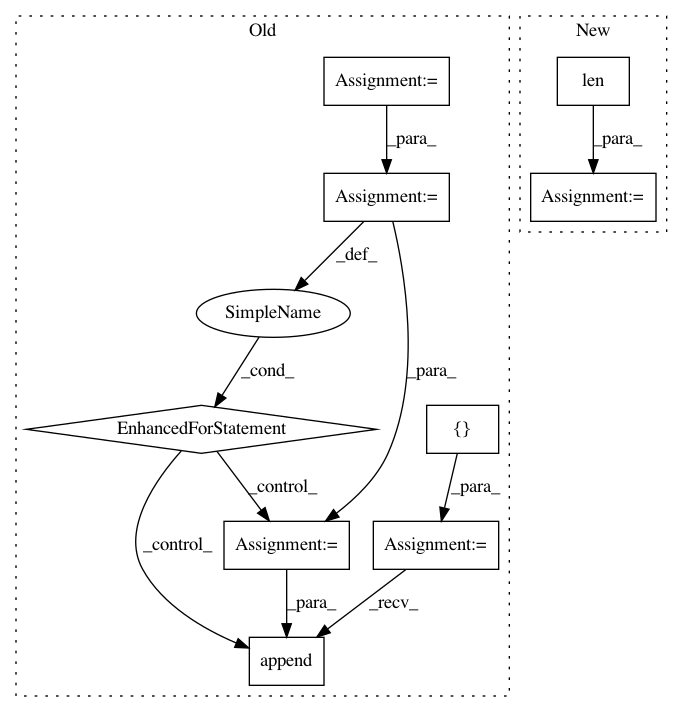 Old
New
Assignment:=
len
_para_
_para_
Assignment:=
Assignment:=
_def_
SimpleName
_cond_
_para_
EnhancedForStatement
{}
_control_
_para_
_control_
Assignment:=
Assignment:=
_para_
_recv_
append